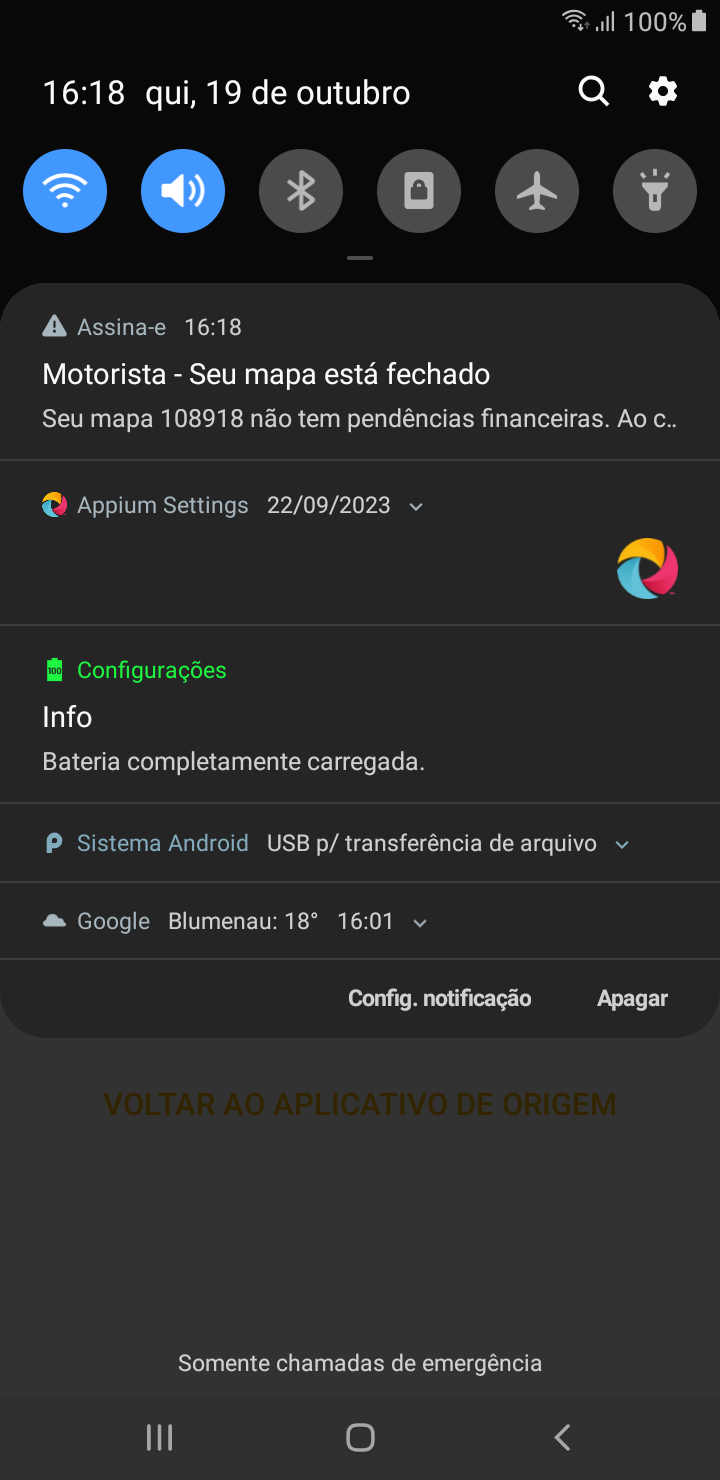 100%
16:18 qui, 19 de outubro
Assina-e 16:18
Motorista - Seu mapa está fechado
Seu mapa 108918 não tem pendências financeiras. Ao c..
Appium Settings 22/09/2023
100 Configurações
Info
Bateria completamente carregada.
Sistema Android USB p/ transferência de arquivo
Google Blumenau: 18° 16:01
Config. notificação Apagar
VOLTAR AO APLICATIVO DE ORIGEM
Somente chamadas de emergência